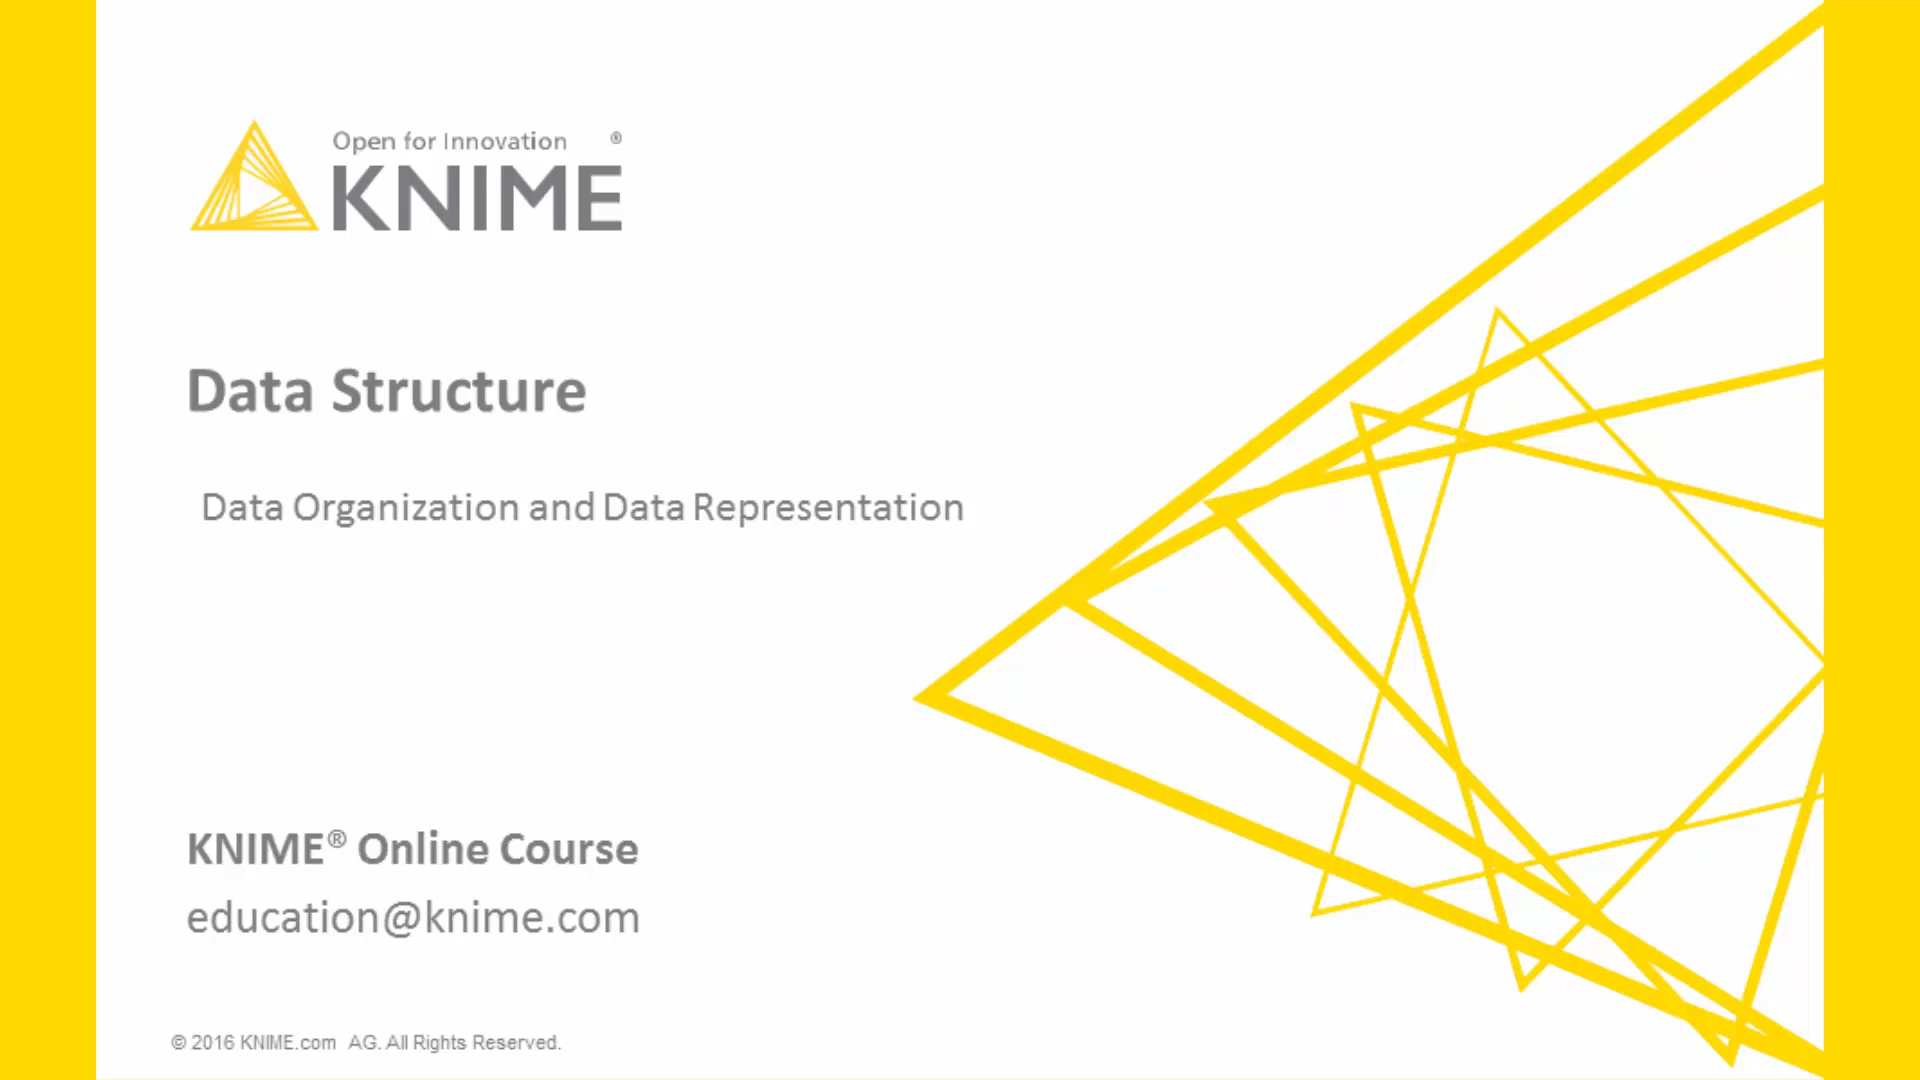 Open for Innovation ®
KNIME
Data Structure
Data Organization and Data Representation
KNIME® Online Course
education@knime.com
© 2016 KNIME.com AG. All Rights Reserved.